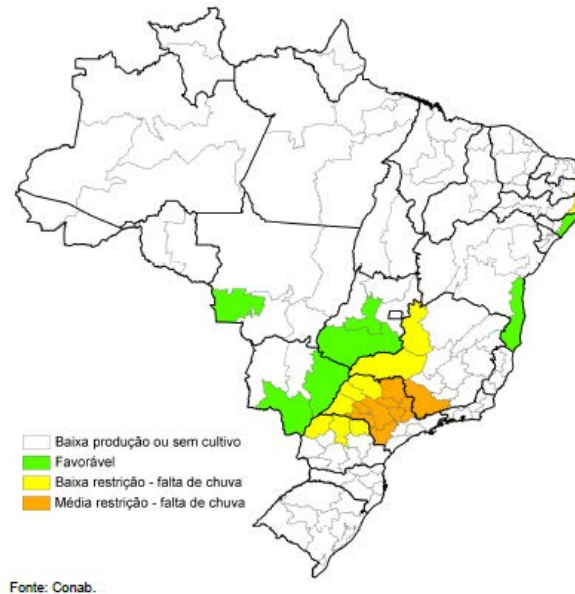 Baixa produção ou sem cultivo
Favorável
Baixa restrição - falta de chuva
Média restrição - falta de chuva
Fonte: Conab.